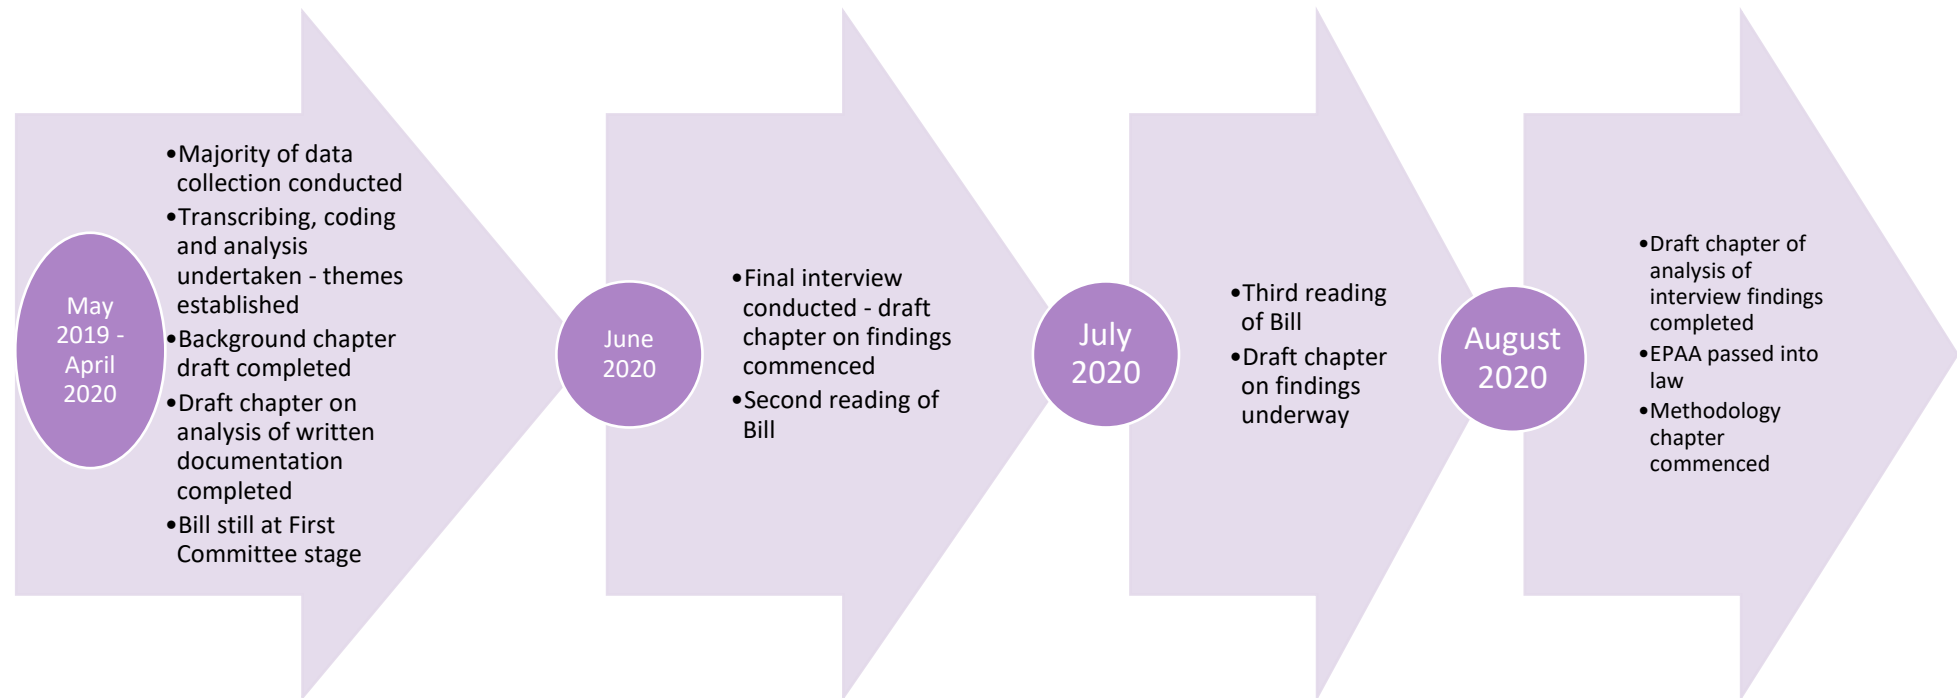 May
2019 -
April
2020
•Majority of data
collection conducted
•Transcribing, coding
and analysis
undertaken - themes
established
•Background chapter
draft completed
•Draft chapter on
analysis of written
documentation
completed
•Bill still at First
Committee stage
June
2020
•Final interview
conducted - draft
chapter on findings
commenced
•Second reading of
Bill
July
2020
•Third reading
of Bill
•Draft chapter
on findings
underway
August
2020
•Draft chapter of
analysis of
interview findings
completed
•EPAA passed into
law
•Methodology
chapter
commenced